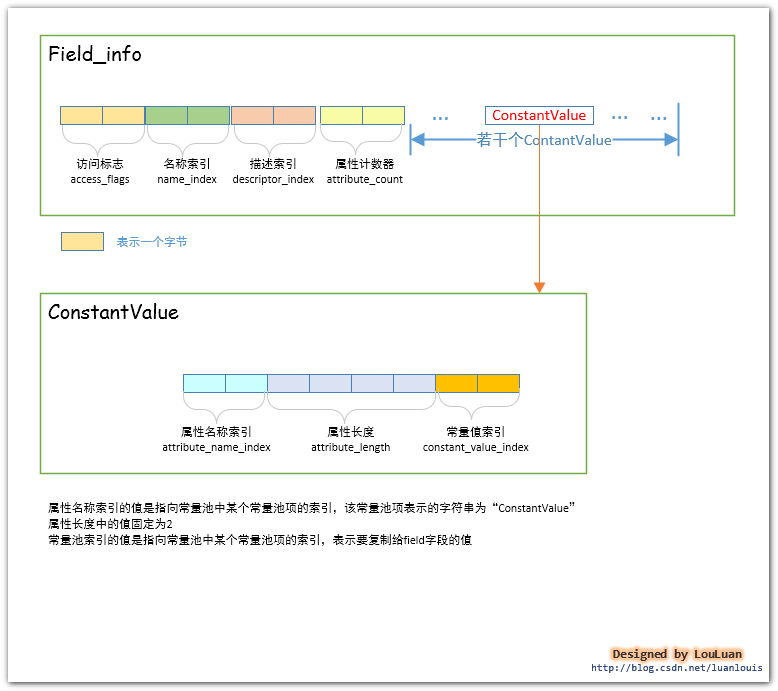 Field_info
... ConstantValue ... ...
若干个ContantValue
访问标志 名称索引 描述索引 属性计数器
access_flags name_index descriptor_index attribute_count
表示一个字节
ConstantValue
属性名称索引 属性长度 常量值索引
attribute_name_index attribute_length constant_value_index
属性名称索引的值是指向常量池中某个常量池项的索引，该常量池项表示的字符串为“ConstantValue”
属性长度中的值固定为2
常量池索引的值是指向常量池中某个常量池项的索引，表示要复制给field字段的值
Designed by LouLuan
http://blog.csdn.net/luanlouis